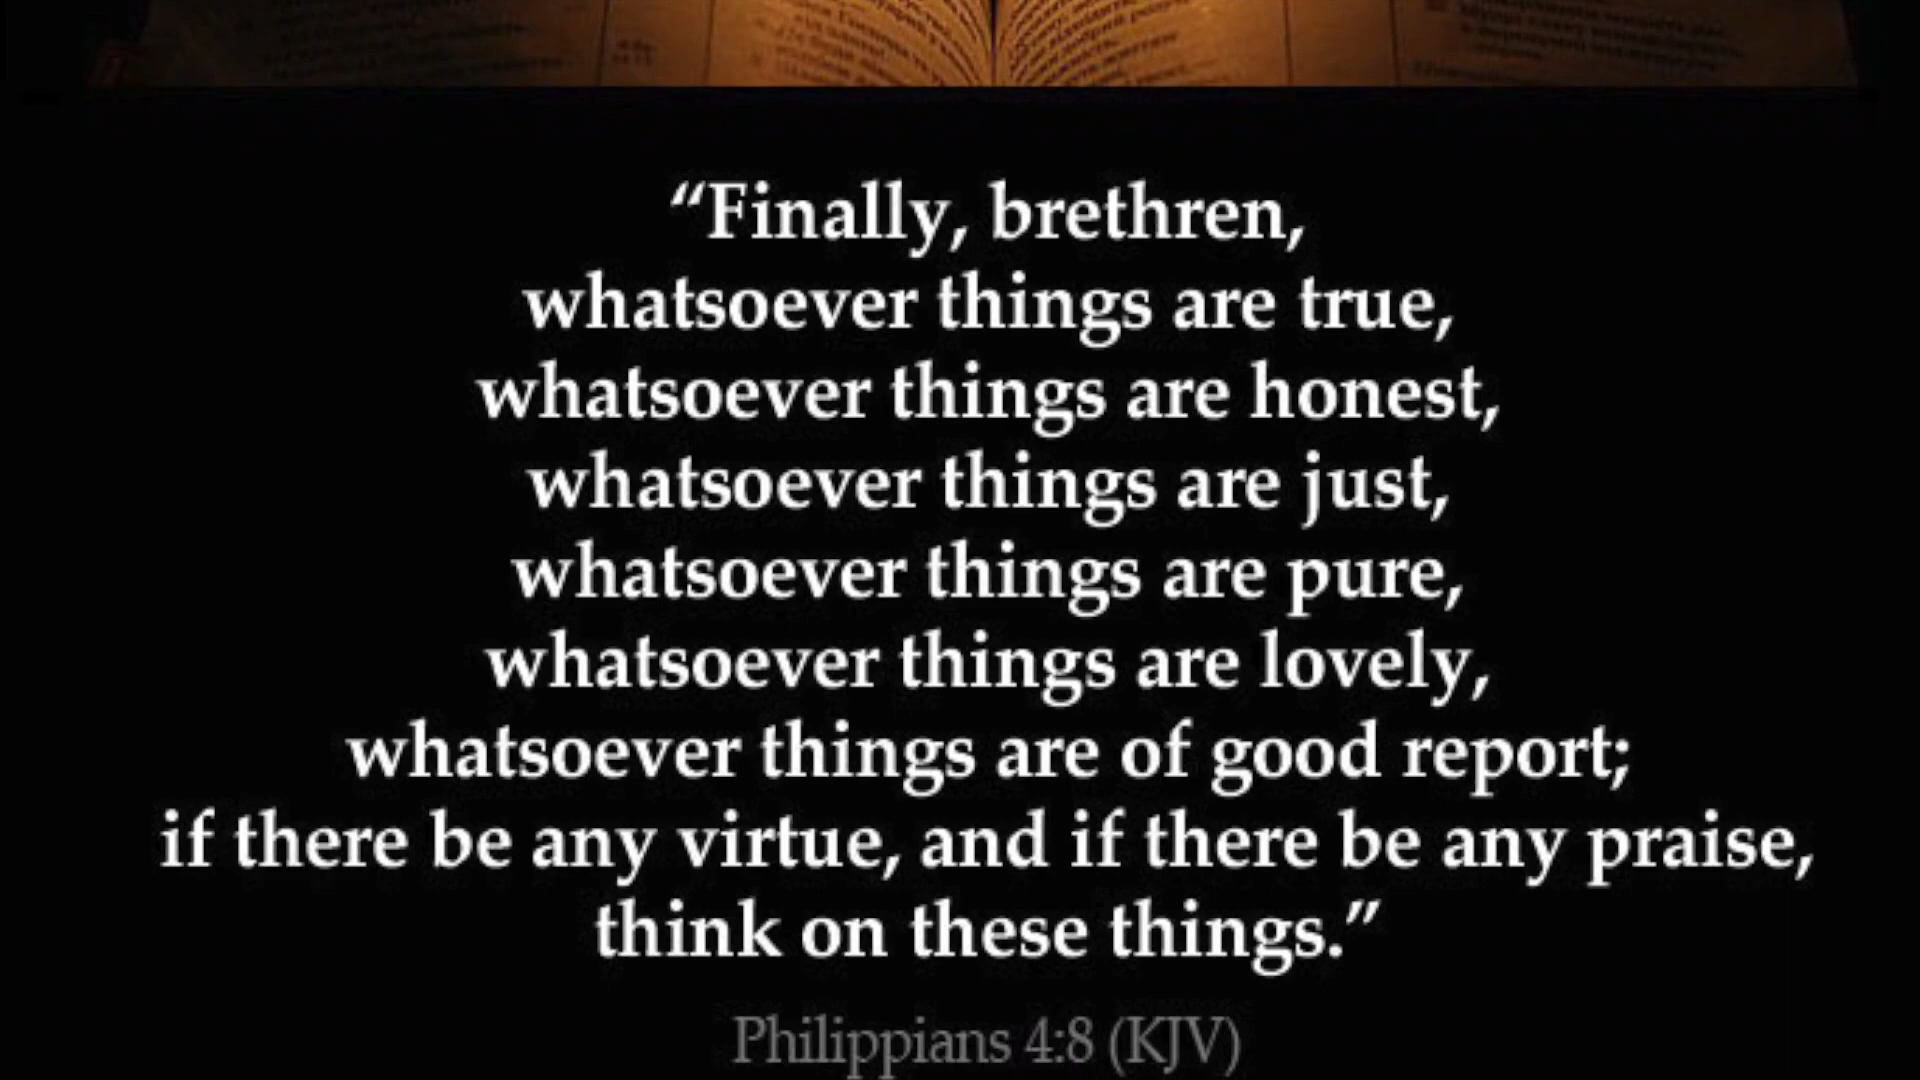 “Finally, brethren,
whatsoever things are true,
whatsoever things are honest,
whatsoever things are just,
whatsoever things are pure,
whatsoever things are lovely,
whatsoever things are of good report;
if there be any virtue, and if there be any praise,
think on these things.”
Philippians 4:8 (KJV)